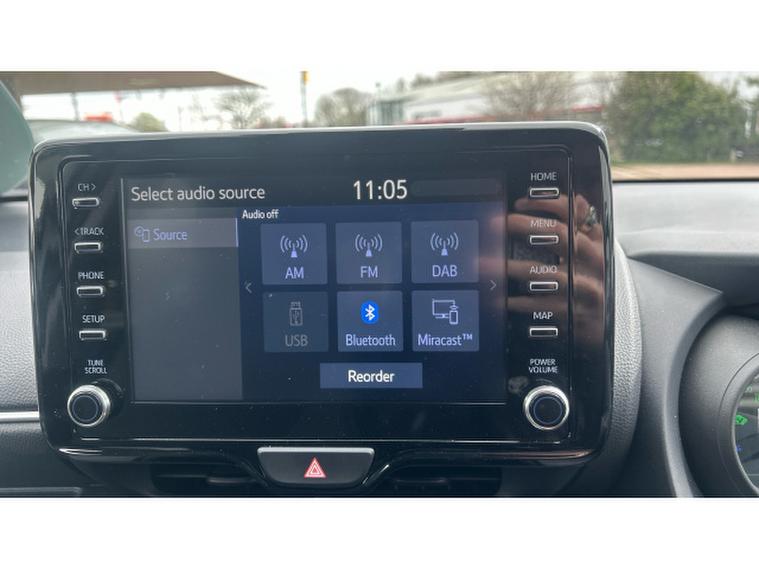 CH >
< TRACK
PHONE
SETUP
TUNE
SCROLL
Select audio source
11:05
Source
Audio off
AM
FM
DAB
USB
Bluetooth
Miracast™
Reorder
HOME
MENU
AUDIO
MAP
POWER
VOLUME